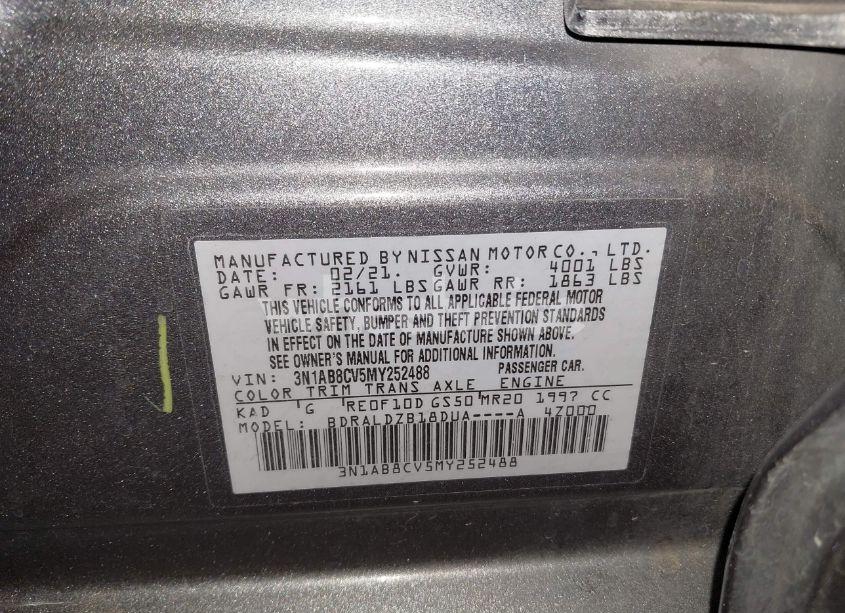 MANUFACTURED BY NISSAN MOTOR CO., LTD.
DATE: 02/21. GVWR: 4001 LBS
GAWR FR: 2161 LBS GAWR RR: 1863 LBS
THIS VEHICLE CONFORMS TO ALL APPLICABLE FEDERAL MOTOR
VEHICLE SAFETY, BUMPER AND THEFT PREVENTION STANDARDS
IN EFFECT ON THE DATE OF MANUFACTURE SHOWN ABOVE.
SEE OWNER'S MANUAL FOR ADDITIONAL INFORMATION.
VIN: 3N1AB8CV5MY252488 PASSENGER CAR.
COLOR TRIM TRANS AXLE ENGINE
KAD G RE0F10D GS50 MR20 1997 CC
MODEL: BDRALDZB18DUA----A 4Z000
3N1AB8CV5MY252488